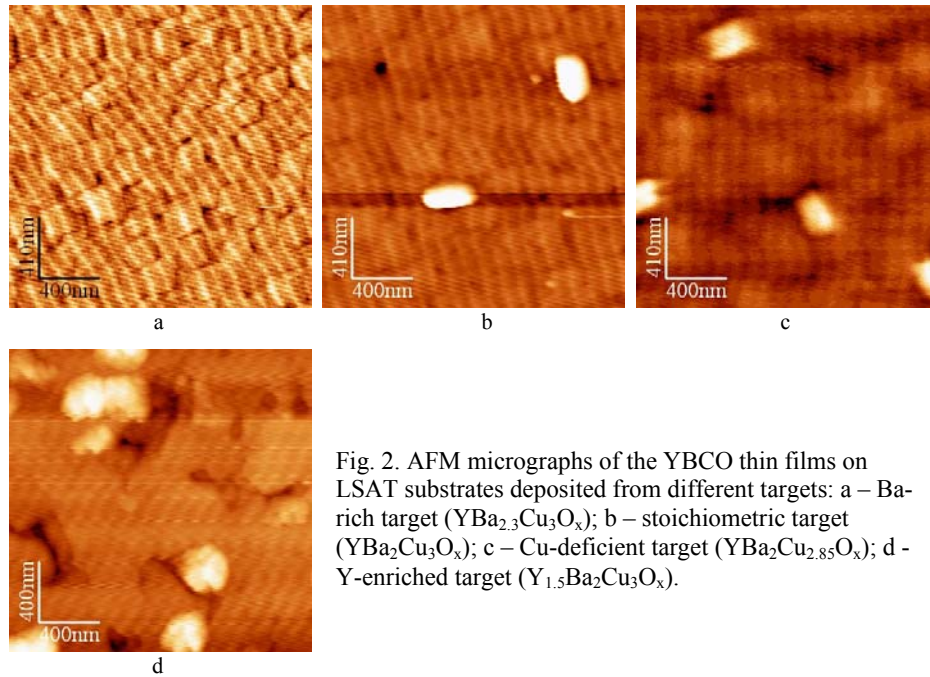 410nm
400nm
a
410nm
400nm
b
410nm
400nm
c
410nm
400nm
d
Fig. 2. AFM micrographs of the YBCO thin films on
LSAT substrates deposited from different targets: a – Ba-
rich target (YBa₂.₃Cu₃Oₓ); b – stoichiometric target
(YBa₂Cu₃Oₓ); c – Cu-deficient target (YBa₂Cu₂.₈₅Oₓ); d -
Y-enriched target (Y₁.₅Ba₂Cu₃Oₓ).